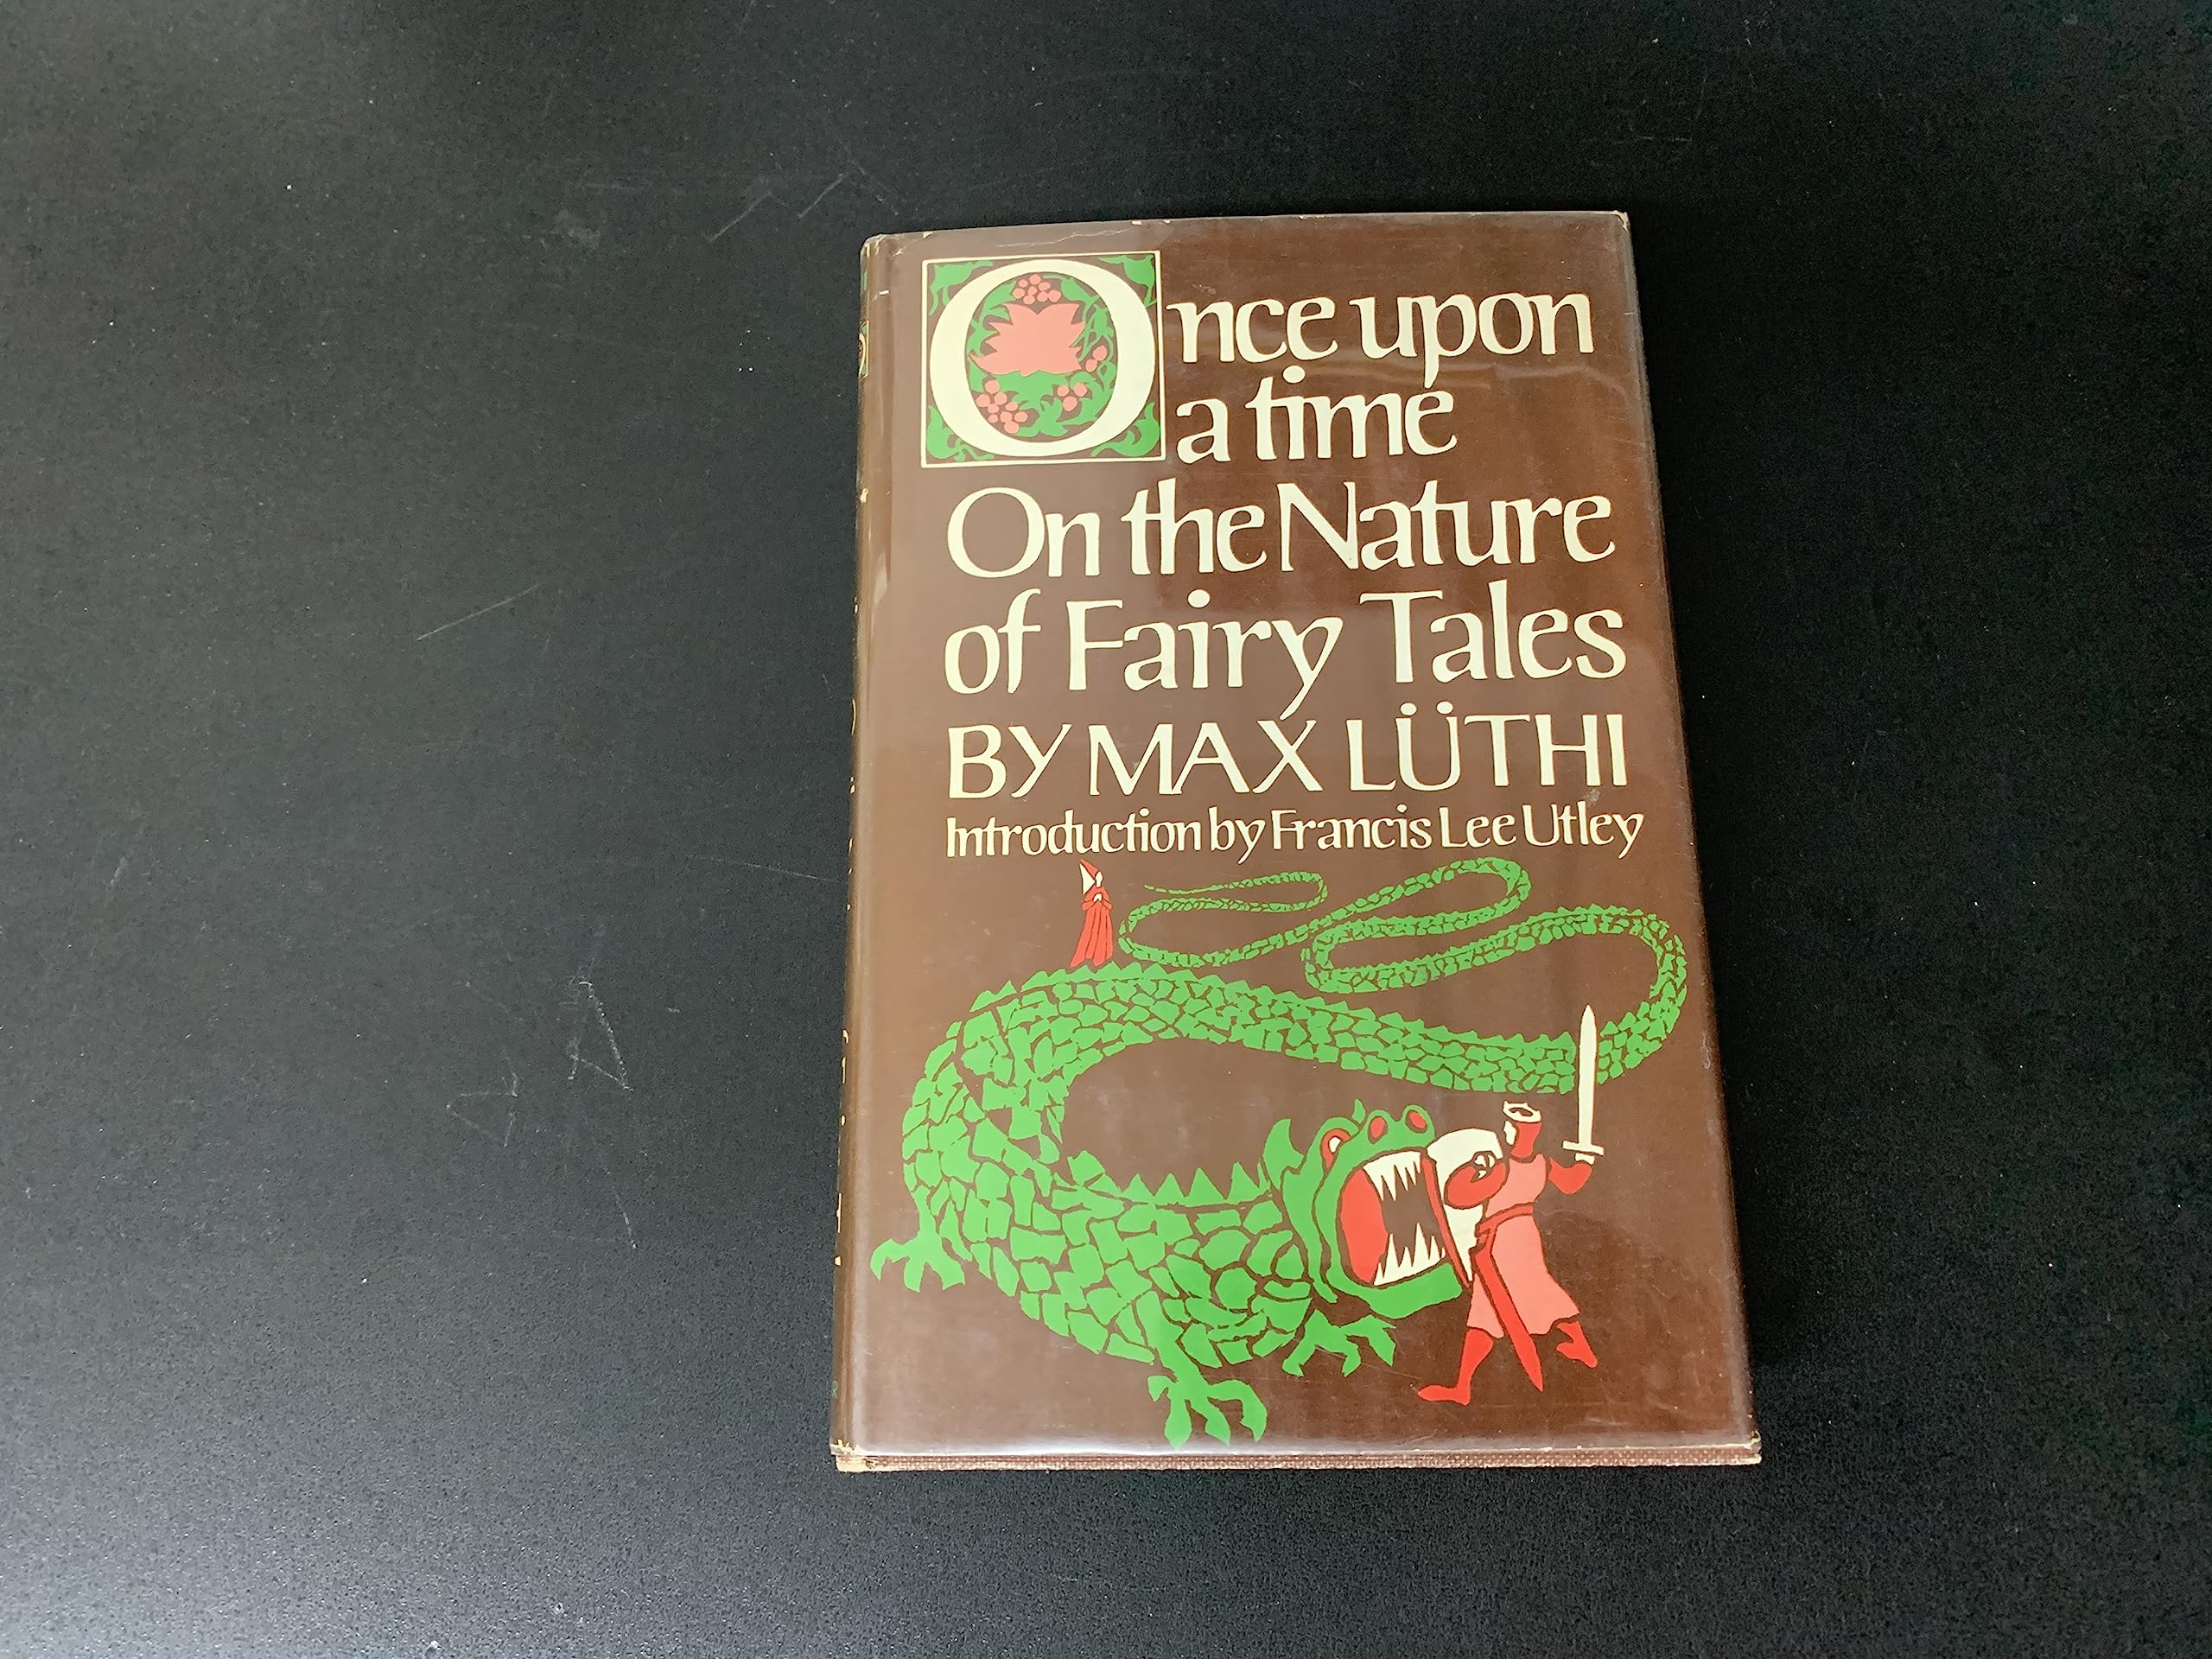 Once upon
a time
On the Nature
of Fairy Tales
BY MAX LÜTHI
Introduction by Francis Lee Utley